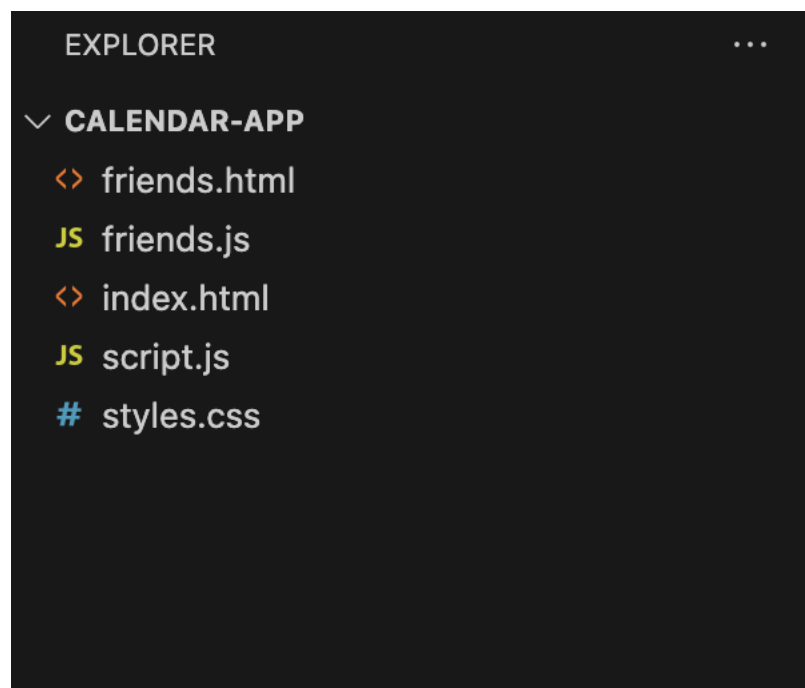 EXPLORER ...
CALENDAR-APP
<> friends.html
JS friends.js
<> index.html
JS script.js
# styles.css